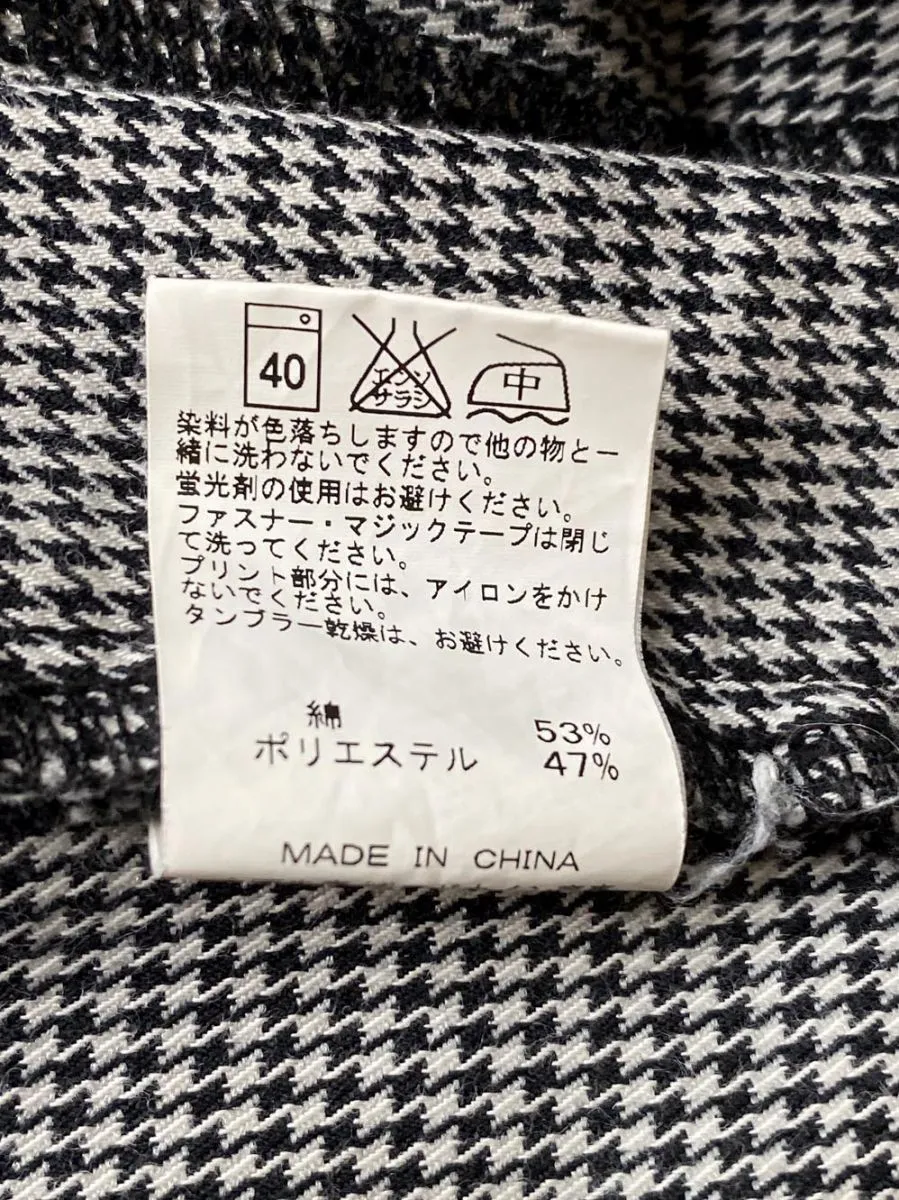 40
エンソ
サラシ
中
染料が色落ちしますので他の物と一
緒に洗わないでください。
蛍光剤の使用はお避けください。
ファスナー・マジックテープは閉じ
て洗ってください。
プリント部分には、アイロンをかけ
ないでください。
タンブラー乾燥は、お避けください。
綿 53%
ポリエステル 47%
MADE IN CHINA